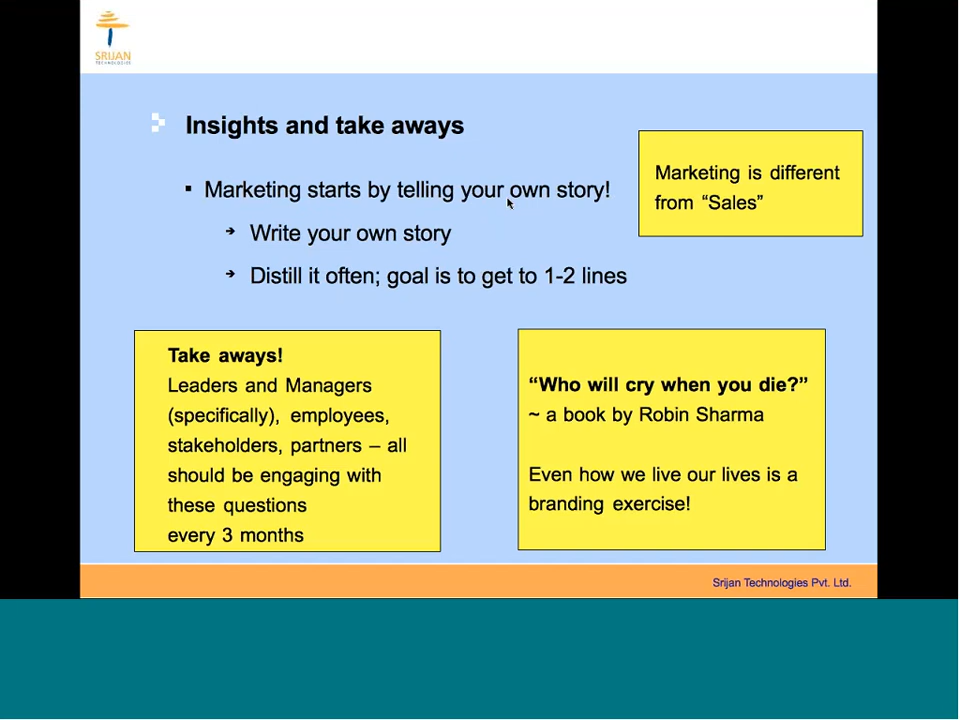 SRIJAN
TECHNOLOGIES
Insights and take aways
Marketing starts by telling your own story!
Write your own story
Distill it often; goal is to get to 1-2 lines
Marketing is different
from “Sales”
Take aways!
Leaders and Managers
(specifically), employees,
stakeholders, partners – all
should be engaging with
these questions
every 3 months
“Who will cry when you die?”
~ a book by Robin Sharma
Even how we live our lives is a
branding exercise!
Srijan Technologies Pvt. Ltd.